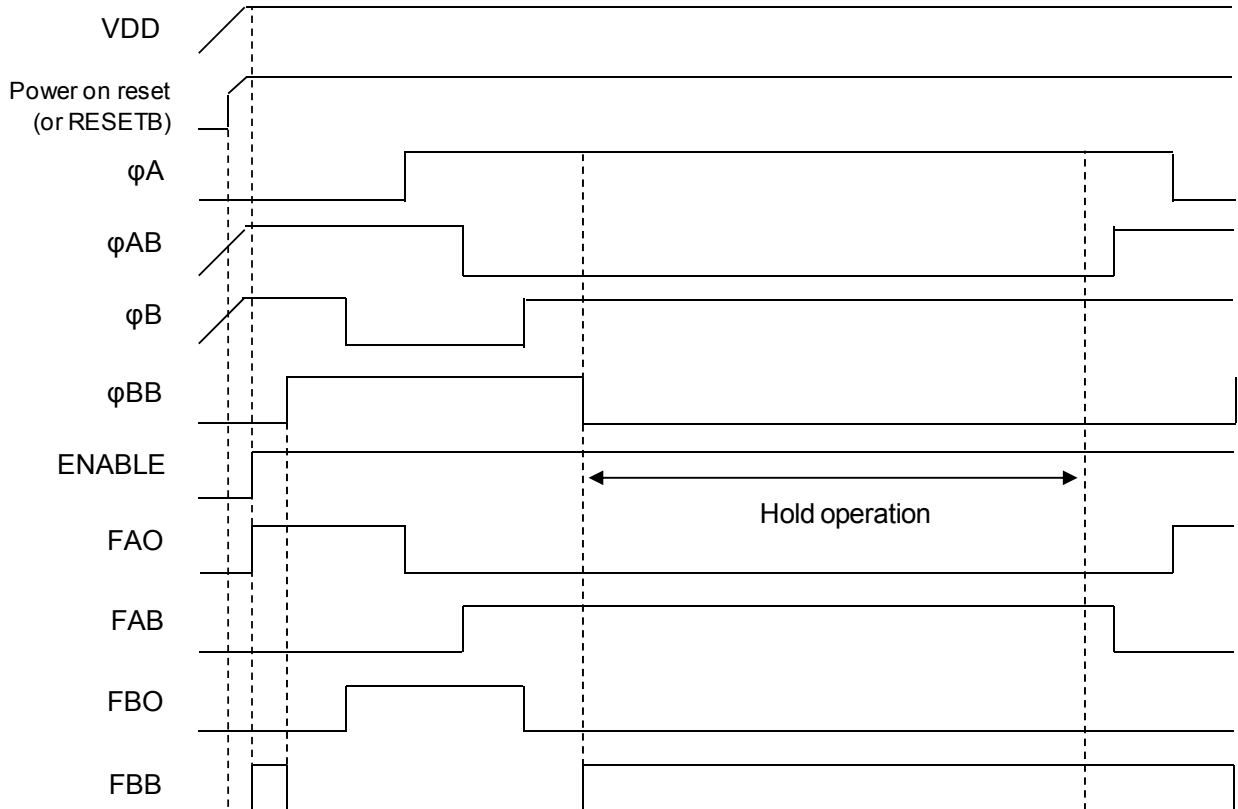 VDD
Power on reset
(or RESETB)
φA
φAB
φB
φBB
ENABLE
Hold operation
FAO
FAB
FBO
FBB